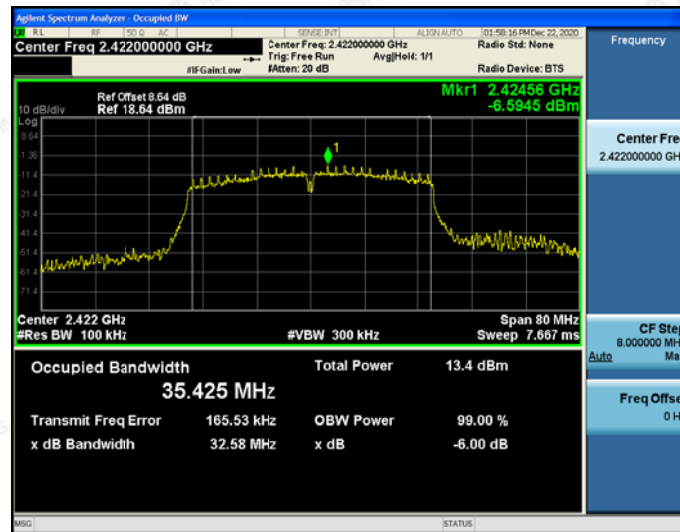 Agilent Spectrum Analyzer - Occupied BW
RL RF 50 Ω AC SENSE:INT ALIGN AUTO 01:58:16 PM Dec 22, 2020
Center Freq 2.422000000 GHz
Center Freq: 2.422000000 GHz
Radio Std: None
Trig: Free Run Avg|Hold: 1/1
#IFGain:Low #Atten: 20 dB Radio Device: BTS
Frequency
Mkr1 2.42456 GHz
-6.5945 dBm
Ref Offset 8.64 dB
10 dB/div Ref 18.64 dBm
Log
8.64
-1.36
-11.4
-21.4
-31.4
-41.4
-51.4
-61.4
-71.4
1
Center Fre
2.422000000 GH
Center 2.422 GHz Span 80 MHz
#Res BW 100 kHz #VBW 300 kHz Sweep 7.667 ms
CF Step
8.000000 MH
Auto Ma
Occupied Bandwidth Total Power 13.4 dBm
35.425 MHz
Transmit Freq Error 165.53 kHz OBW Power 99.00 %
x dB Bandwidth 32.58 MHz x dB -6.00 dB
Freq Offse
0 H
MSG STATUS